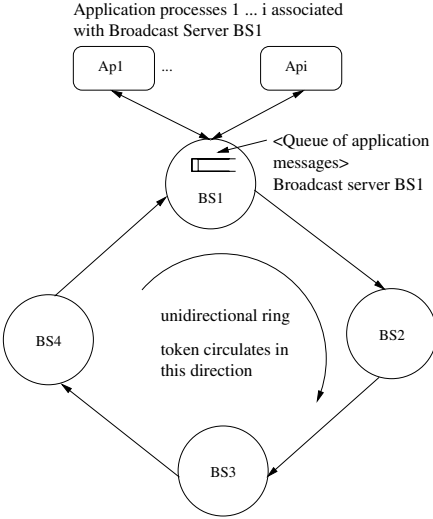 Application processes 1 ... i associated
with Broadcast Server BS1
Ap1 ... Api
<Queue of application
messages>
Broadcast server BS1
BS1
BS4
unidirectional ring
token circulates in
this direction
BS2
BS3